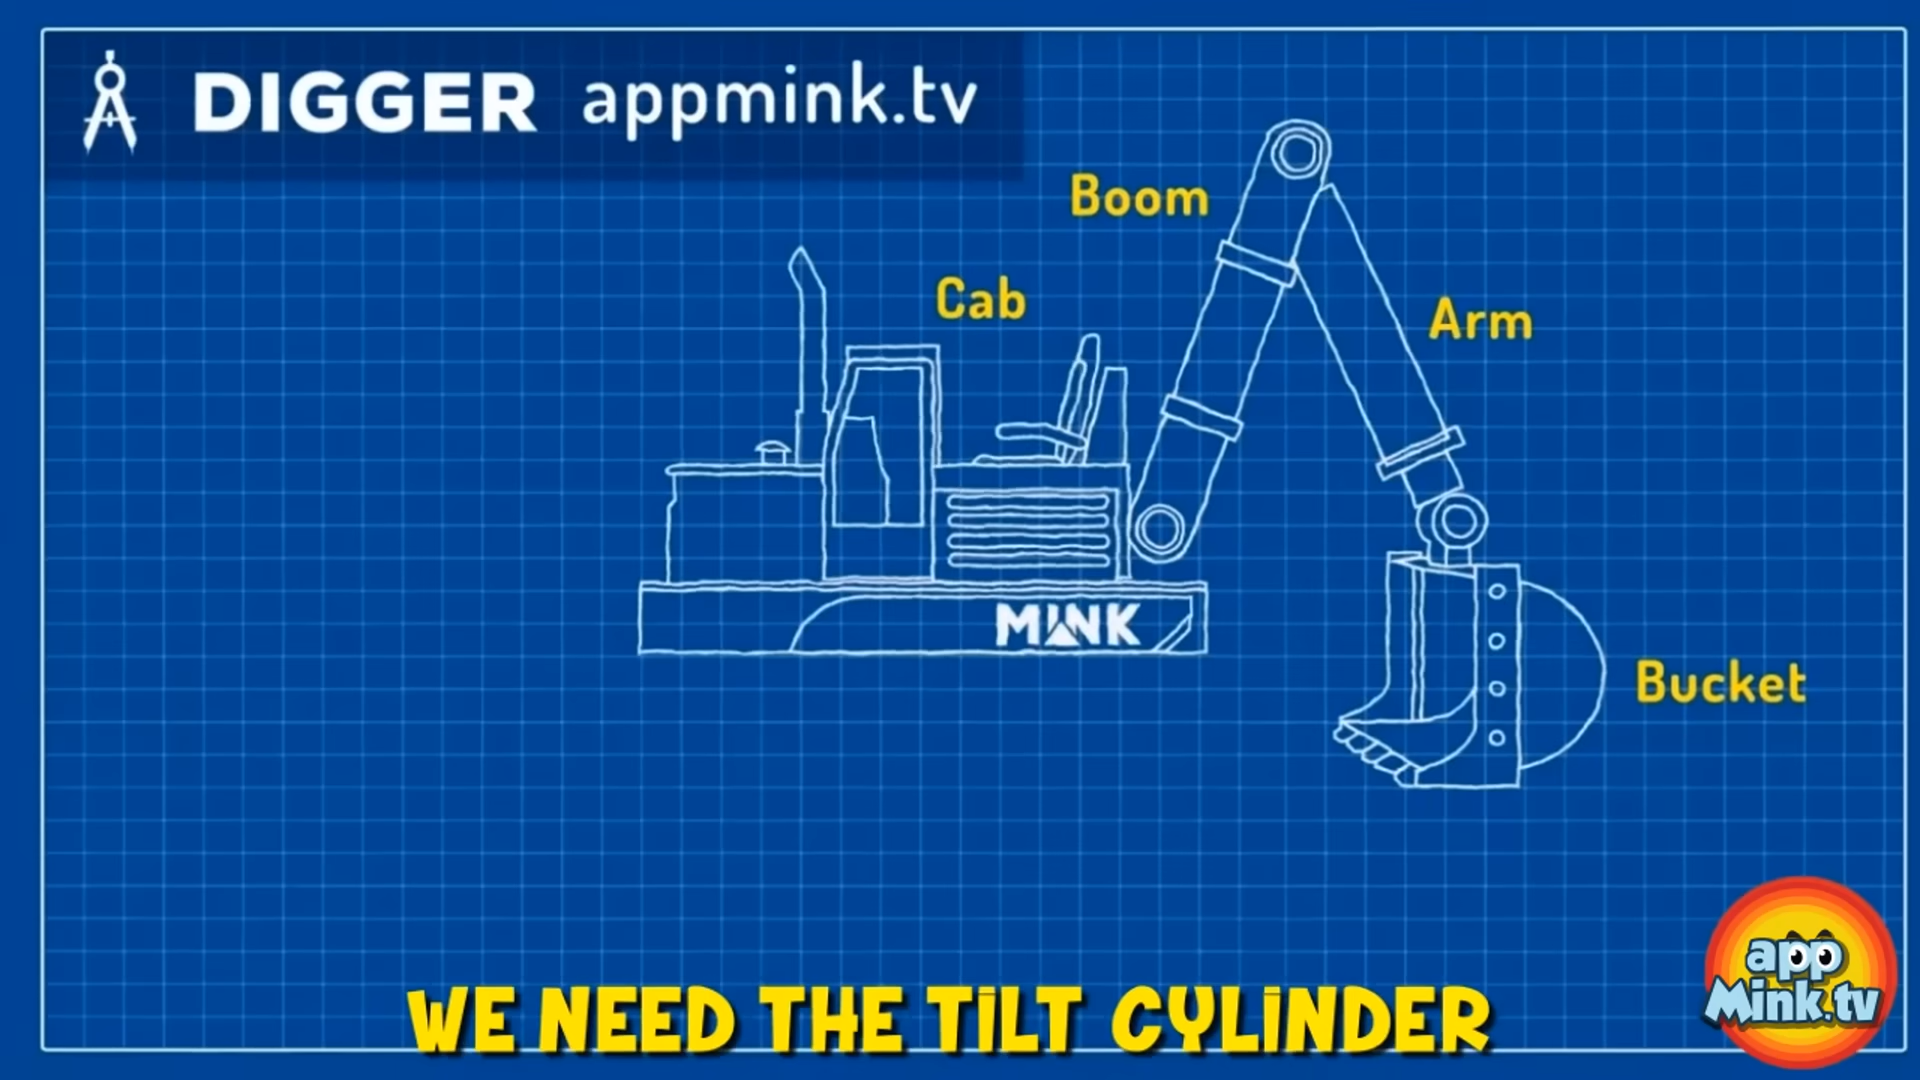 DIGGER appmink.tv
Boom
Cab
Arm
MINK
Bucket
app
Mink.tv
WE NEED THE TILT CYLINDER